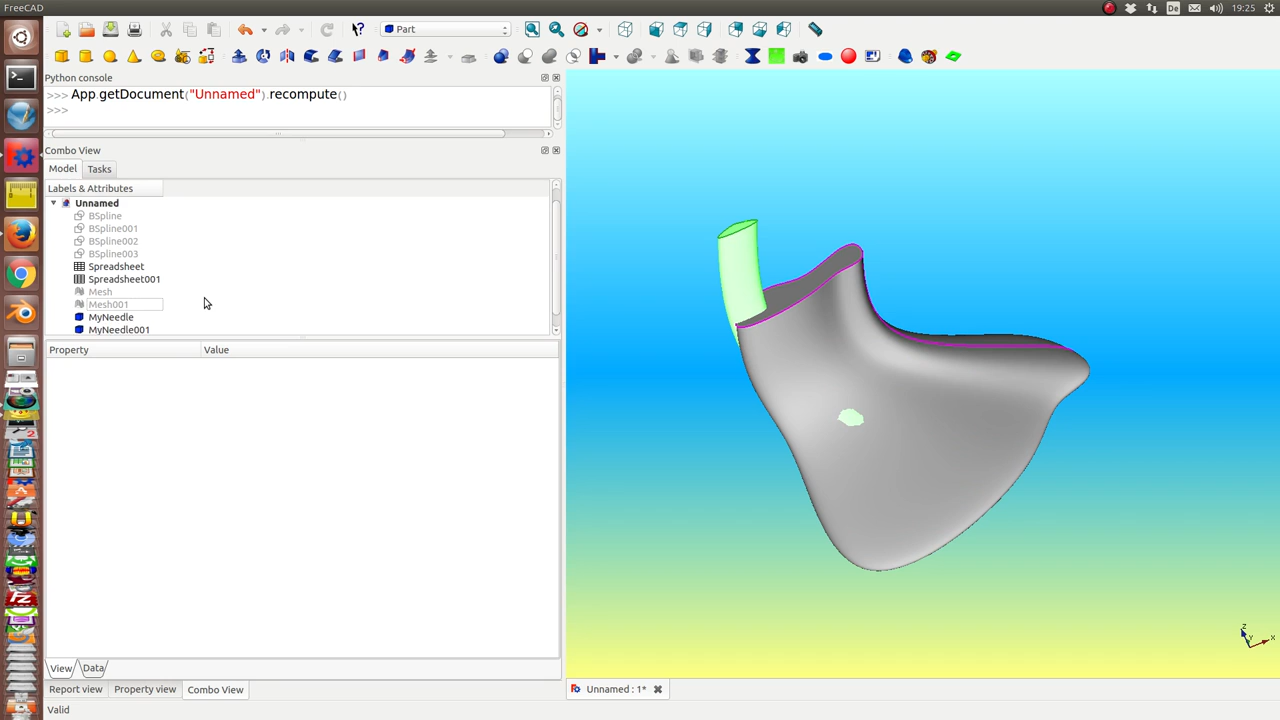 FreeCAD
De
19:25
Part
Python console
>>> App.getDocument("Unnamed").recompute()
>>>
Combo View
Model Tasks
Labels & Attributes
Unnamed
BSpline
BSpline001
BSpline002
BSpline003
Spreadsheet
Spreadsheet001
Mesh
Mesh001
MyNeedle
MyNeedle001
Property Value
View Data
Report view Property view Combo View
Unnamed : 1*
Valid
Z
Y
X